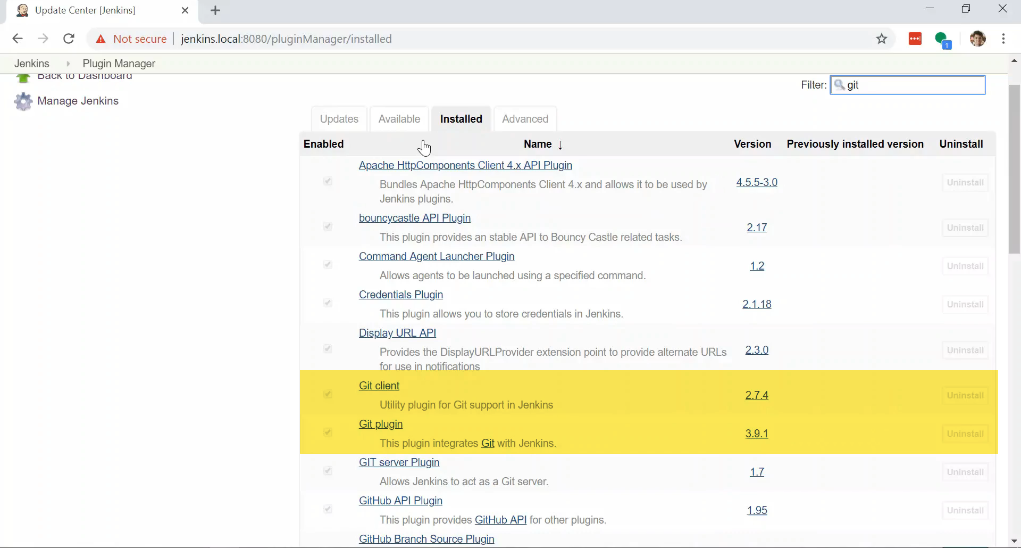 Update Center [Jenkins]
Not secure | jenkins.local:8080/pluginManager/installed
1
Jenkins Plugin Manager
Back to Dashboard
Filter: git
Manage Jenkins
Updates Available Installed Advanced
Enabled Name ↓ Version Previously installed version Uninstall
Apache HttpComponents Client 4.x API Plugin
Bundles Apache HttpComponents Client 4.x and allows it to be used by 4.5.5-3.0 Uninstall
Jenkins plugins.
bouncycastle API Plugin
2.17 Uninstall
This plugin provides an stable API to Bouncy Castle related tasks.
Command Agent Launcher Plugin
1.2 Uninstall
Allows agents to be launched using a specified command.
Credentials Plugin
2.1.18 Uninstall
This plugin allows you to store credentials in Jenkins.
Display URL API
Provides the DisplayURLProvider extension point to provide alternate URLs 2.3.0 Uninstall
for use in notifications
Git client
2.7.4 Uninstall
Utility plugin for Git support in Jenkins
Git plugin
3.9.1 Uninstall
This plugin integrates Git with Jenkins.
GIT server Plugin
1.7 Uninstall
Allows Jenkins to act as a Git server.
GitHub API Plugin
1.95 Uninstall
This plugin provides GitHub API for other plugins.
GitHub Branch Source Plugin